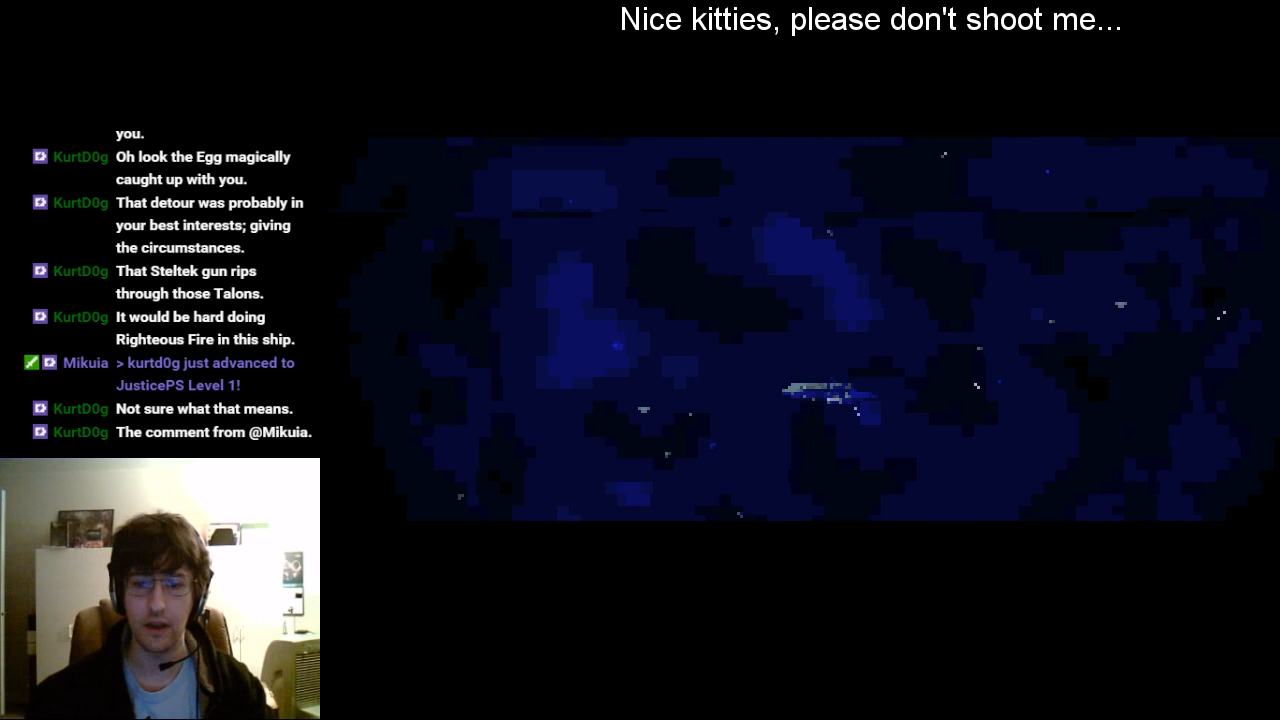 Nice kitties, please don't shoot me...
you.
KurtD0g Oh look the Egg magically
caught up with you.
KurtD0g That detour was probably in
your best interests; giving
the circumstances.
KurtD0g That Steltek gun rips
through those Talons.
KurtD0g It would be hard doing
Righteous Fire in this ship.
Mikuia > kurtd0g just advanced to
JusticePS Level 1!
KurtD0g Not sure what that means.
KurtD0g The comment from @Mikuia.